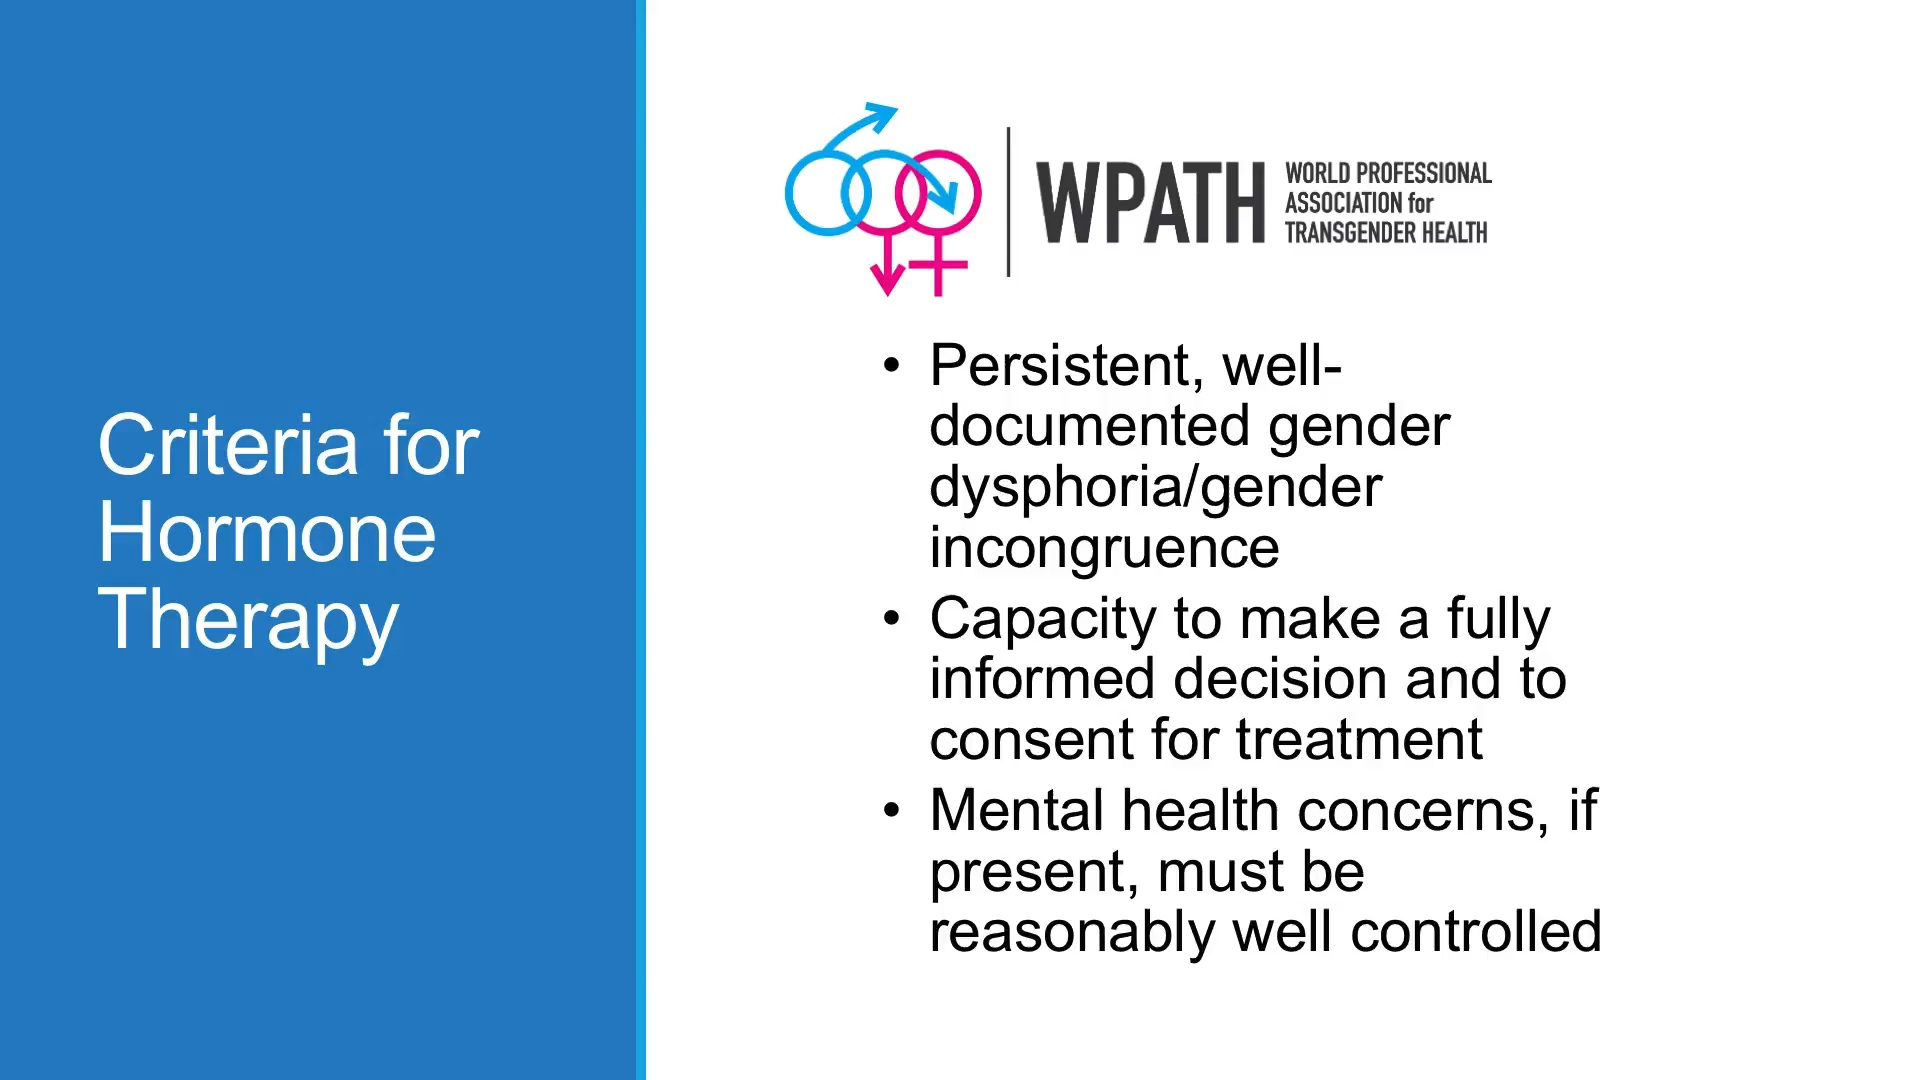 Criteria for
Hormone
Therapy
WPATH
WORLD PROFESSIONAL
ASSOCIATION for
TRANSGENDER HEALTH
• Persistent, well-
documented gender
dysphoria/gender
incongruence
• Capacity to make a fully
informed decision and to
consent for treatment
• Mental health concerns, if
present, must be
reasonably well controlled